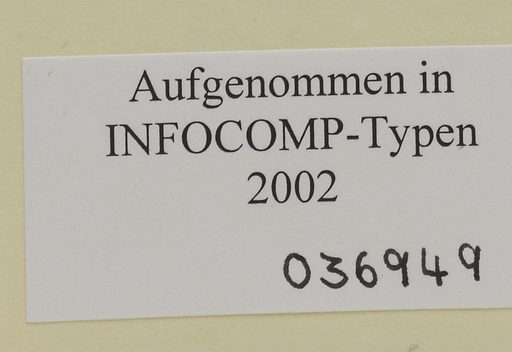 Aufgenommen in
INFOCOMP-Typen
2002
036949